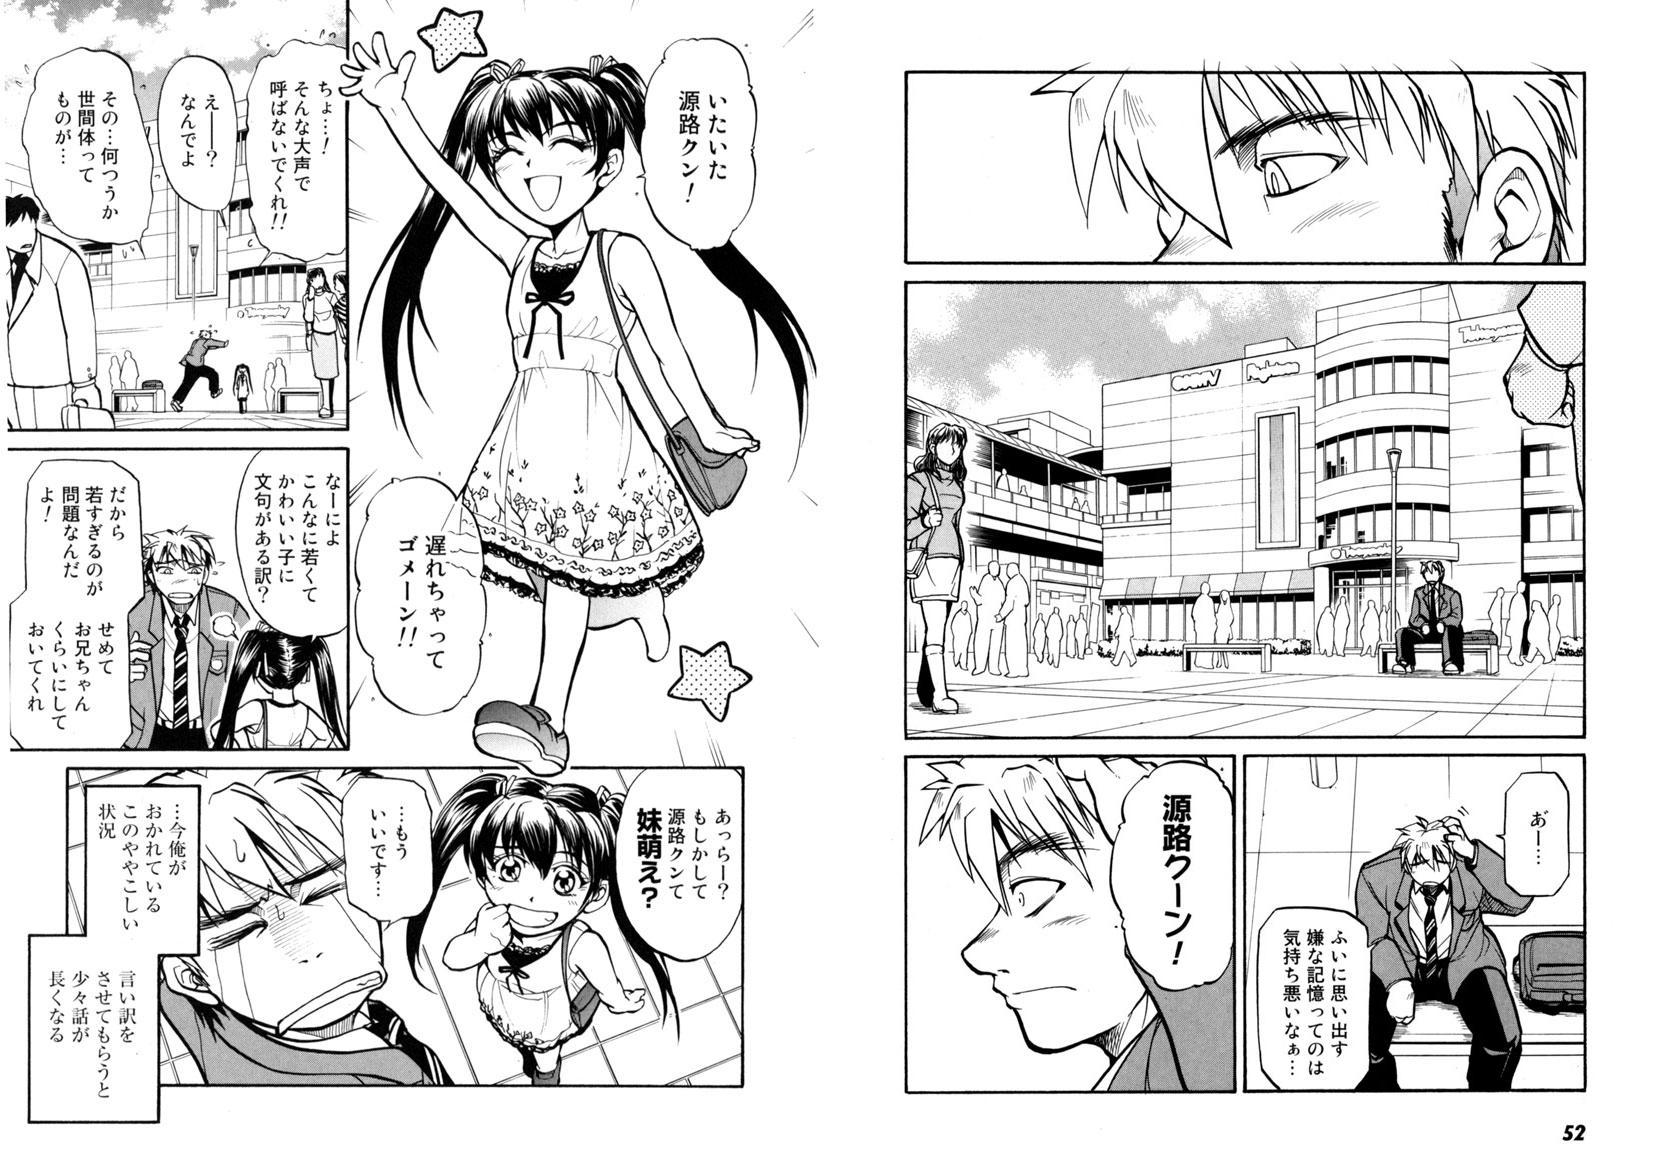 あ゛ー…
ふいに思い出す
嫌な記憶ってのは
気持ち悪いなぁ…
源路クーン！
52
いたいた
源路クン！
遅れちゃって
ゴメーン!!
ちょ…！
そんな大声で
呼ばないでくれ!!
えーー？
なんでよ
その…何つうか
世間体って
ものが…
なーによ
こんなに若くて
かわいい子に
文句がある訳？
だから
若すぎるのが
問題なんだ
よ！
せめて
お兄ちゃん
くらいにして
おいてくれ
あっらー？
もしかして
源路クンて
妹萌え？
…もう
いいです…
…今俺が
おかれている
このややこしい
状況
言い訳を
させてもらうと
少々話が
長くなる